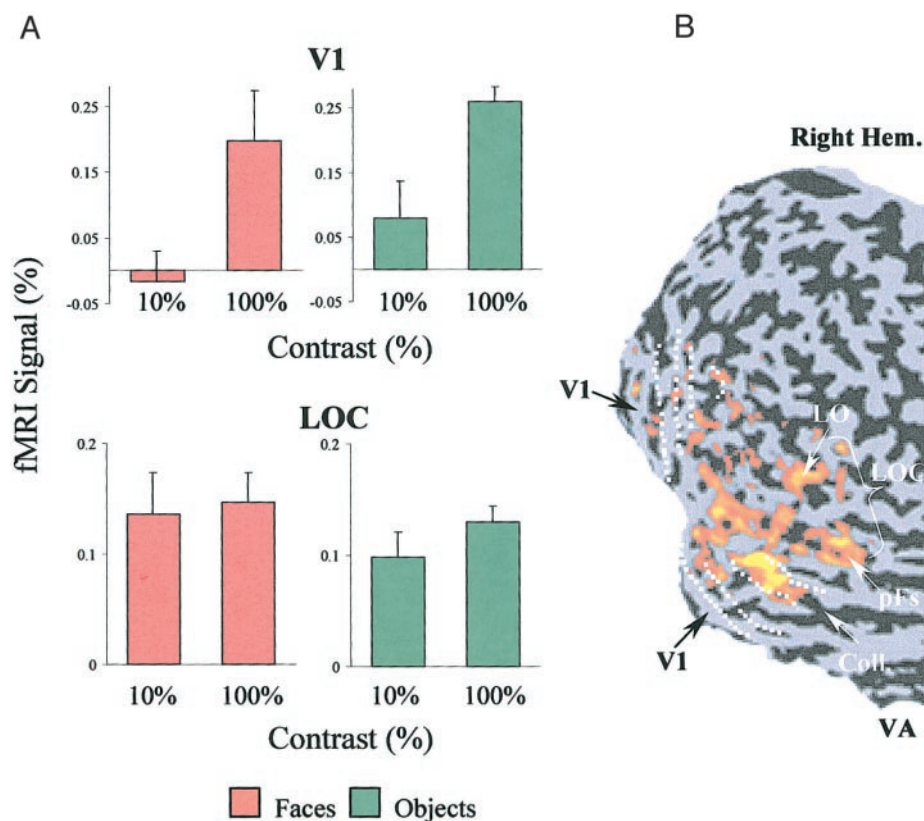 A
B
V1
0.25
0.15
0.05
-0.05
10%
100%
0.25
0.15
0.05
-0.05
10%
100%
Contrast (%)
fMRI Signal (%)
LOC
0.2
0.1
0
10%
100%
0.2
0.1
0
10%
100%
Contrast (%)
Faces
Objects
Right Hem.
V1
LO
LOC
pFs
Coll.
V1
VA